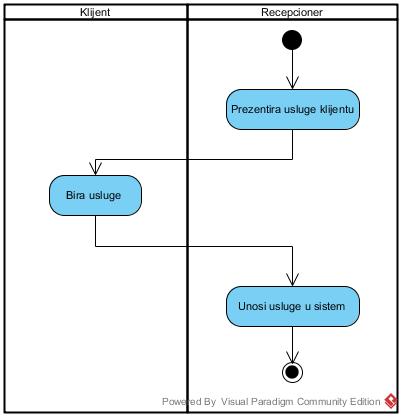 Klijent
Recepcioner
Prezentira usluge klijentu
Bira usluge
Unosi usluge u sistem
Powered By Visual Paradigm Community Edition